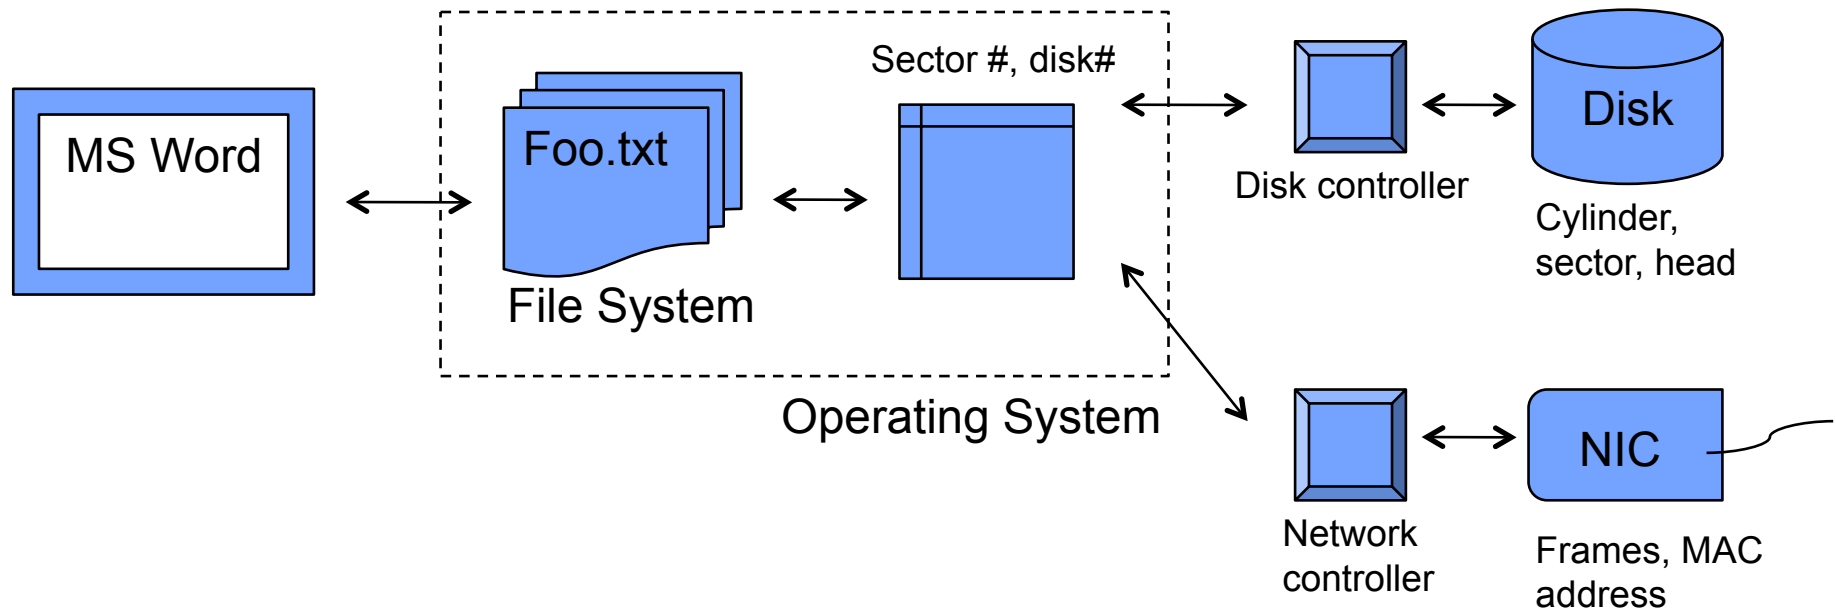 MS Word
Foo.txt
File System
Sector #, disk#
Operating System
Disk controller
Disk
Cylinder,
sector, head
Network
controller
NIC
Frames, MAC
address